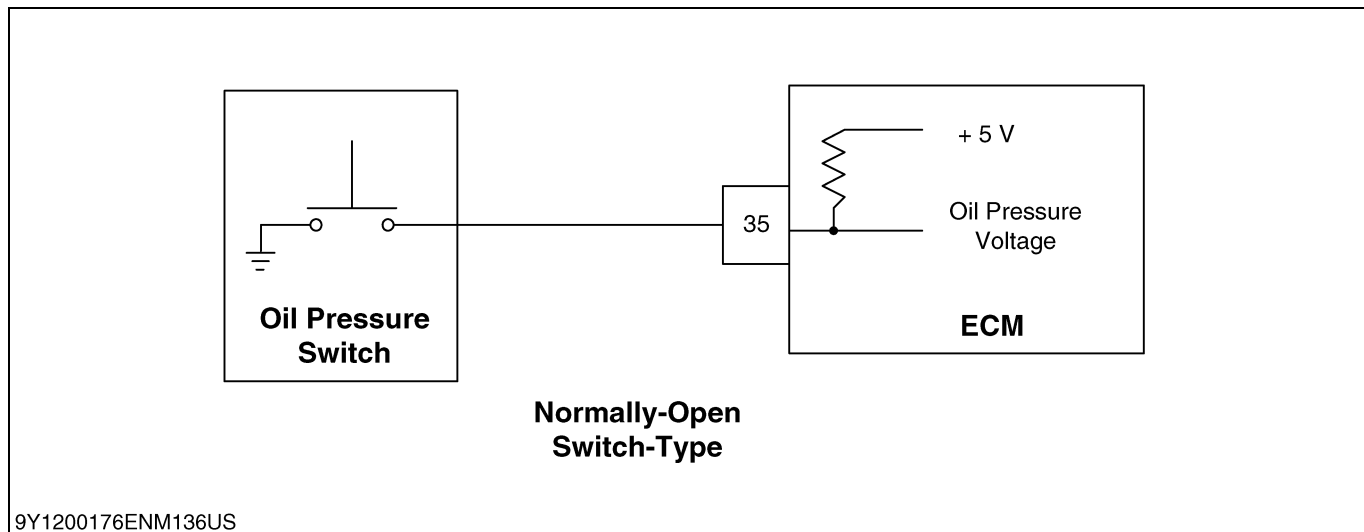 + 5 V
35
Oil Pressure
Voltage
Oil Pressure
Switch
ECM
Normally-Open
Switch-Type
9Y1200176ENM136US